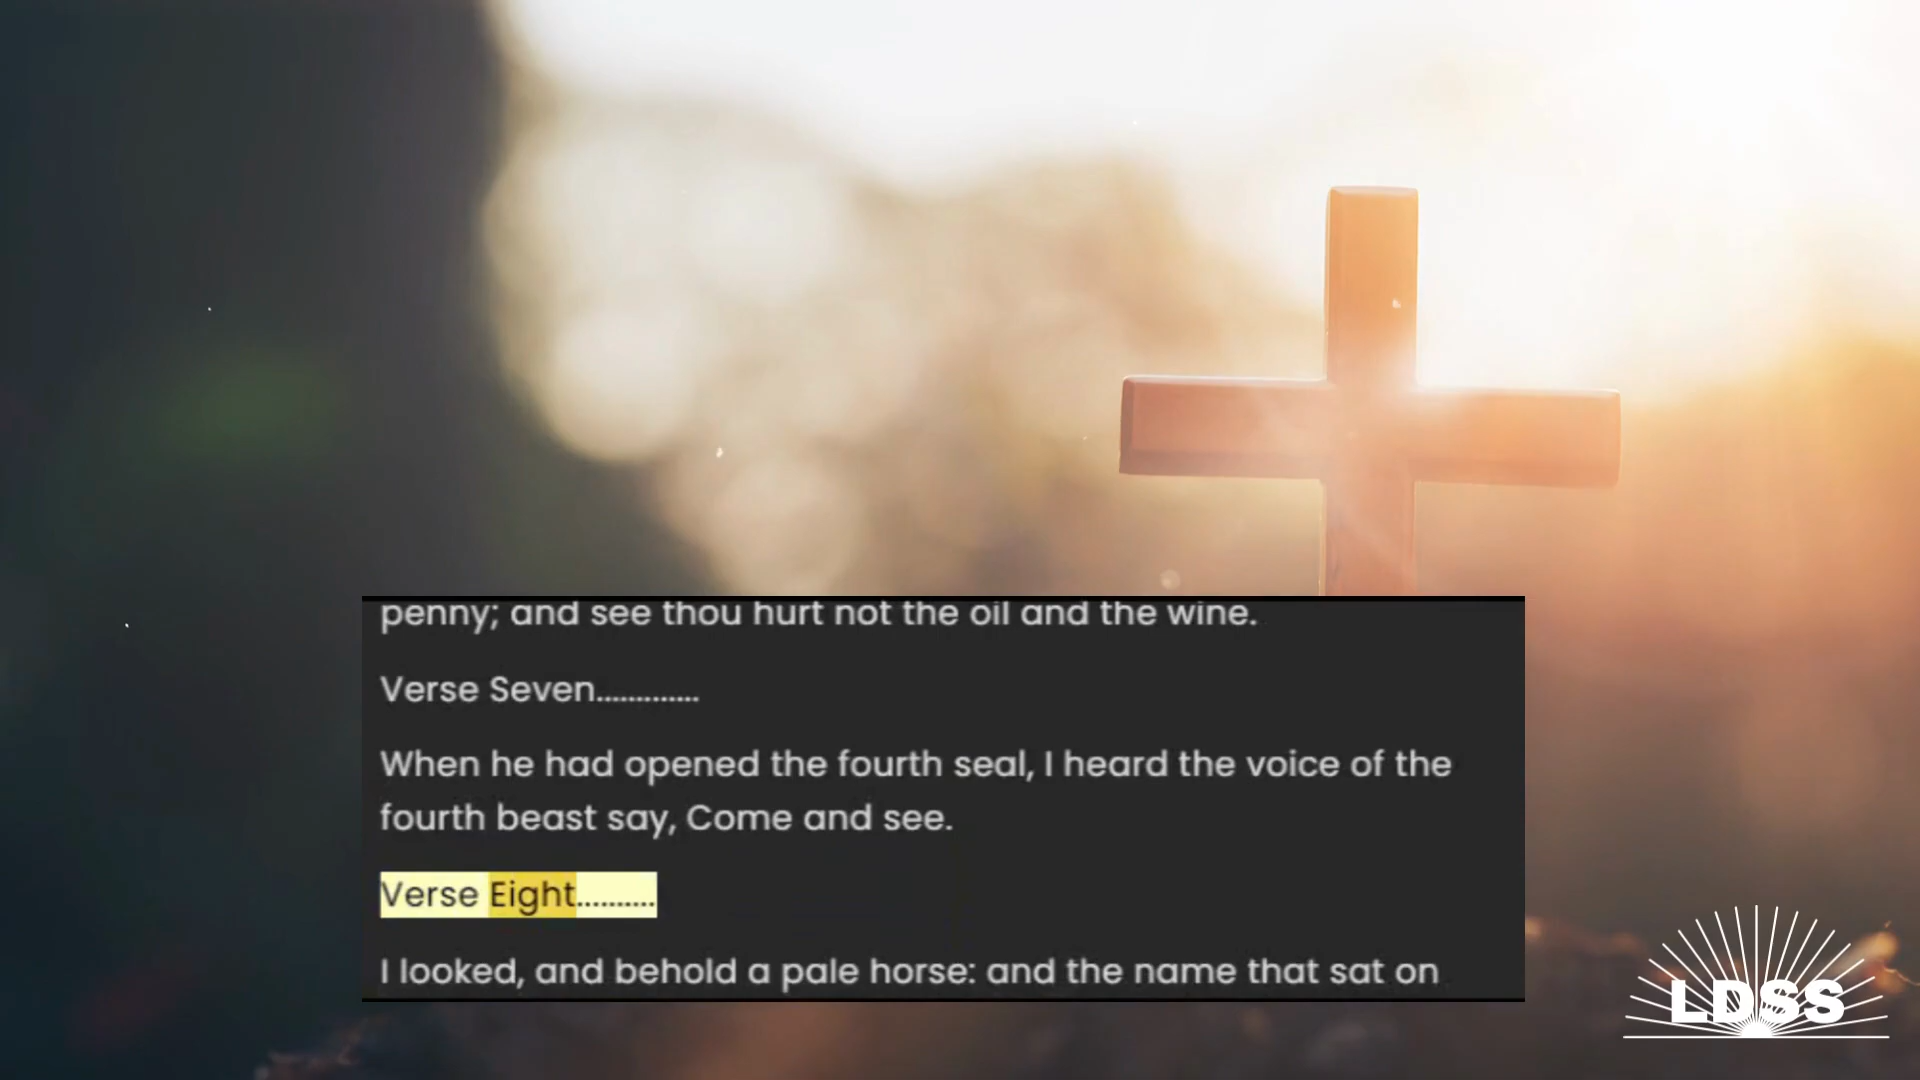 penny; and see thou hurt not the oil and the wine.
Verse Seven.............
When he had opened the fourth seal, I heard the voice of the
fourth beast say, Come and see.
Verse Eight..........
I looked, and behold a pale horse: and the name that sat on
LDSS